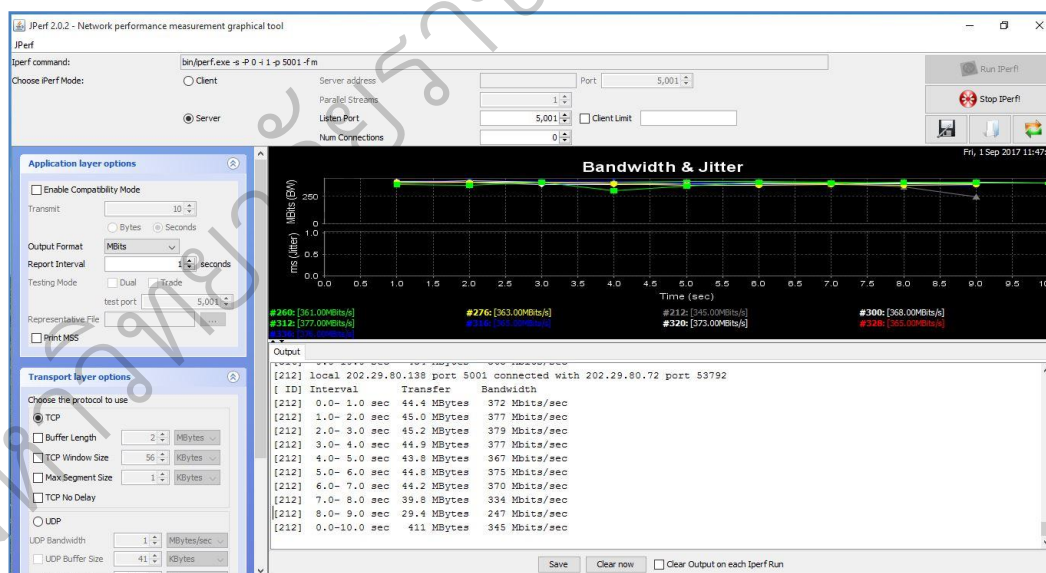 JPerf 2.0.2 - Network performance measurement graphical tool
JPerf
Iperf command:
bin/iperf.exe -s -P 0 -i 1 -p 5001 -f m
Choose iPerf Mode:
Client
Server address
Port
5,001
Parallel Streams
1
Server
Listen Port
5,001
Client Limit
Num Connections
0
Run IPerf!
Stop IPerf!
Application layer options
Enable Compatibility Mode
Transmit
10
Bytes
Seconds
Output Format
MBits
Report Interval
1
seconds
Testing Mode
Dual
Trade
test port
5,001
Representative File
...
Print MSS
Transport layer options
Choose the protocol to use
TCP
Buffer Length
2
MBytes
TCP Window Size
56
KBytes
Max Segment Size
1
KBytes
TCP No Delay
UDP
UDP Bandwidth
1
MBytes/sec
UDP Buffer Size
41
KBytes
Fri, 1 Sep 2017 11:47:
Bandwidth & Jitter
MBits (BW)
250
0
ms (Jitter)
1.0
0.5
0.0
0.0 0.5 1.0 1.5 2.0 2.5 3.0 3.5 4.0 4.5 5.0 5.5 6.0 6.5 7.0 7.5 8.0 8.5 9.0 9.5 10
Time (sec)
#260: [361.00MBits/s] #276: [363.00MBits/s] #212: [345.00MBits/s] #300: [368.00MBits/s]
#312: [377.00MBits/s] #320: [373.00MBits/s] #328: [365.00MBits/s]
Output
[212] local 202.29.80.138 port 5001 connected with 202.29.80.72 port 53792
[ ID] Interval Transfer Bandwidth
[212] 0.0- 1.0 sec 44.4 MBytes 372 Mbits/sec
[212] 1.0- 2.0 sec 45.0 MBytes 377 Mbits/sec
[212] 2.0- 3.0 sec 45.2 MBytes 379 Mbits/sec
[212] 3.0- 4.0 sec 44.9 MBytes 377 Mbits/sec
[212] 4.0- 5.0 sec 43.8 MBytes 367 Mbits/sec
[212] 5.0- 6.0 sec 44.8 MBytes 375 Mbits/sec
[212] 6.0- 7.0 sec 44.2 MBytes 370 Mbits/sec
[212] 7.0- 8.0 sec 39.8 MBytes 334 Mbits/sec
[212] 8.0- 9.0 sec 29.4 MBytes 247 Mbits/sec
[212] 0.0-10.0 sec 411 MBytes 345 Mbits/sec
Save
Clear now
Clear Output on each Iperf Run